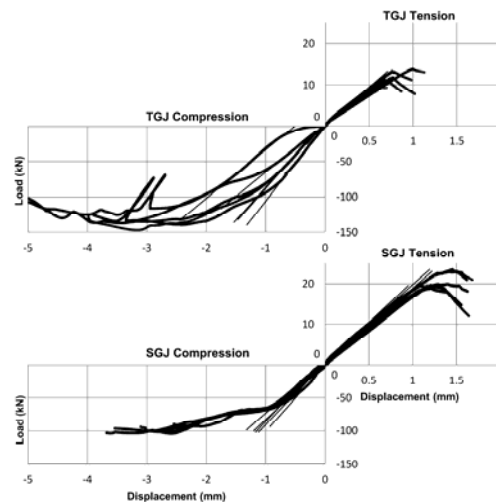 TGJ Tension
20
10
0
0 0.5 1 1.5
TGJ Compression
Load (kN)
-50
-100
-150
-5 -4 -3 -2 -1 0
SGJ Tension
20
10
0
0 0.5 1 1.5
Displacement (mm)
SGJ Compression
Load (kN)
-50
-100
-150
-5 -4 -3 -2 -1 0
Displacement (mm)